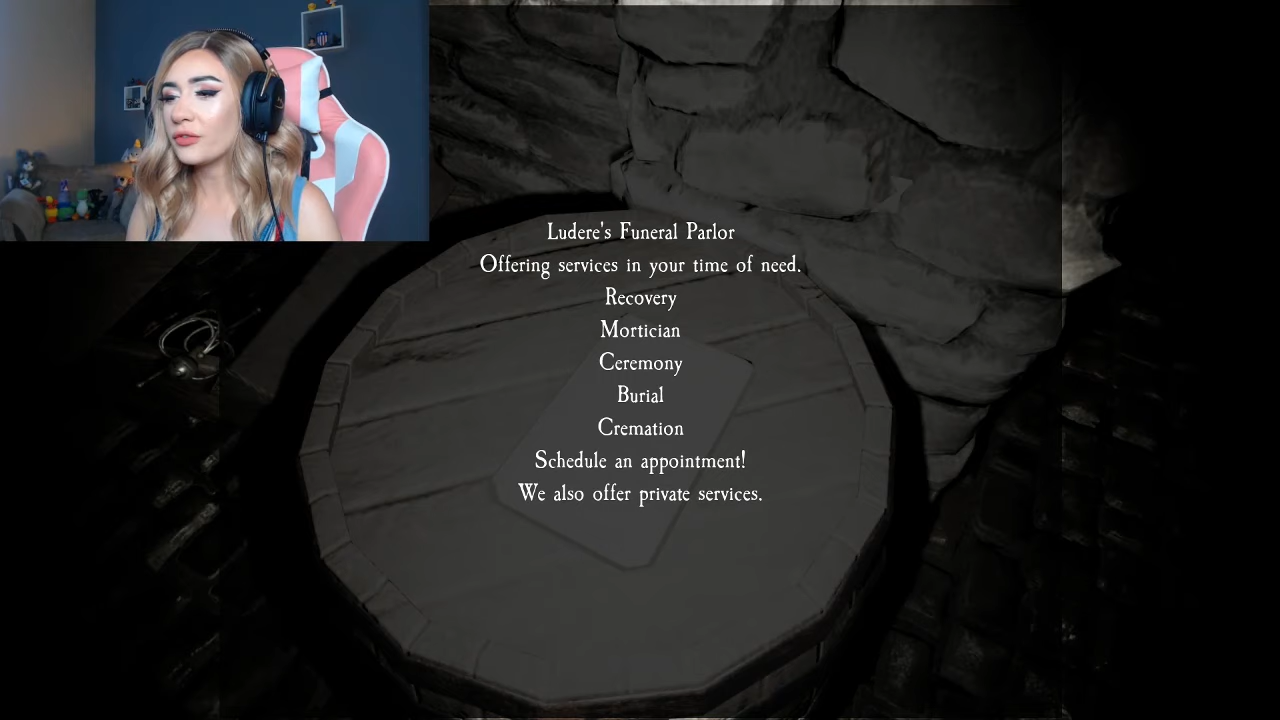 Ludere's Funeral Parlor
Offering services in your time of need.
Recovery
Mortician
Ceremony
Burial
Cremation
Schedule an appointment!
We also offer private services.